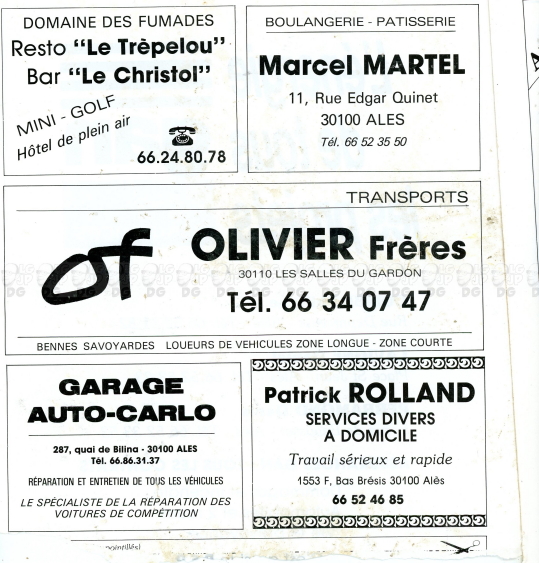 DOMAINE DES FUMADES
Resto "Le Trèpelou"
Bar "Le Christol"
MINI - GOLF
Hôtel de plein air
66.24.80.78
BOULANGERIE - PATISSERIE
Marcel MARTEL
11, Rue Edgar Quinet
30100 ALES
Tél. 66 52 35 50
TRANSPORTS
of OLIVIER Frères
30110 LES SALLES DU GARDON
Tél. 66 34 07 47
BENNES SAVOYARDES LOUEURS DE VEHICULES ZONE LONGUE - ZONE COURTE
GARAGE
AUTO-CARLO
287, quai de Bilina - 30100 ALES
Tél. 66.86.31.37
RÉPARATION ET ENTRETIEN DE TOUS LES VÉHICULES
LE SPÉCIALISTE DE LA RÉPARATION DES
VOITURES DE COMPÉTITION
Patrick ROLLAND
SERVICES DIVERS
A DOMICILE
Travail sérieux et rapide
1553 F, Bas Brésis 30100 Alès
66 52 46 85